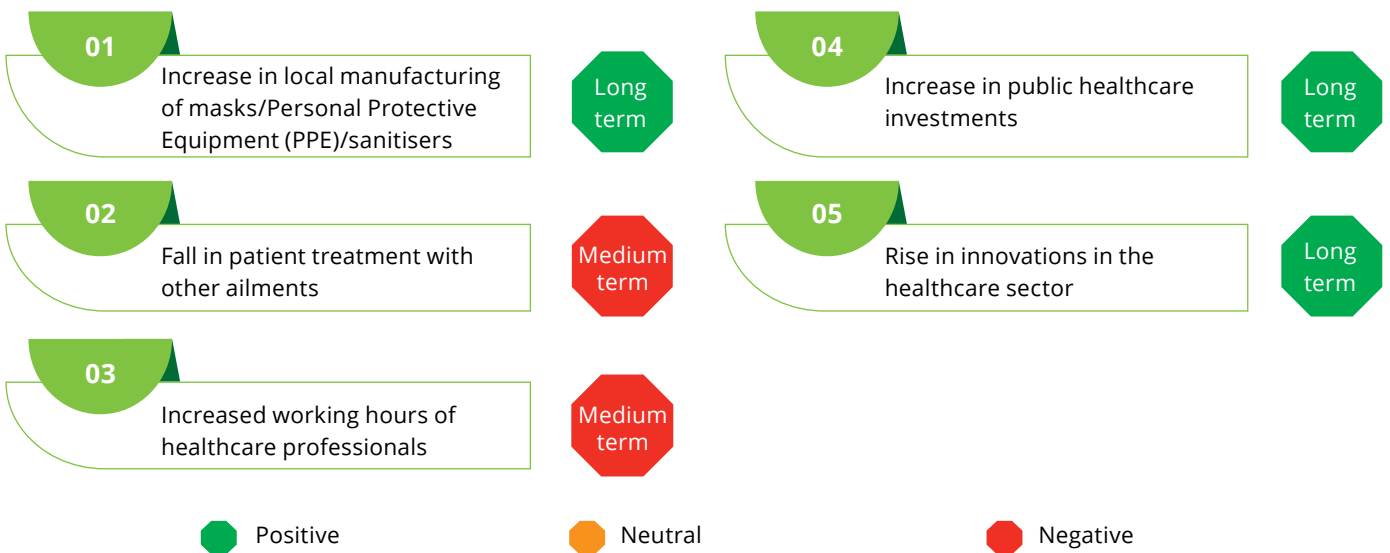 01
Increase in local manufacturing
of masks/Personal Protective
Equipment (PPE)/sanitisers
Long
term
02
Fall in patient treatment with
other ailments
Medium
term
03
Increased working hours of
healthcare professionals
Medium
term
04
Increase in public healthcare
investments
Long
term
05
Rise in innovations in the
healthcare sector
Long
term
Positive
Neutral
Negative